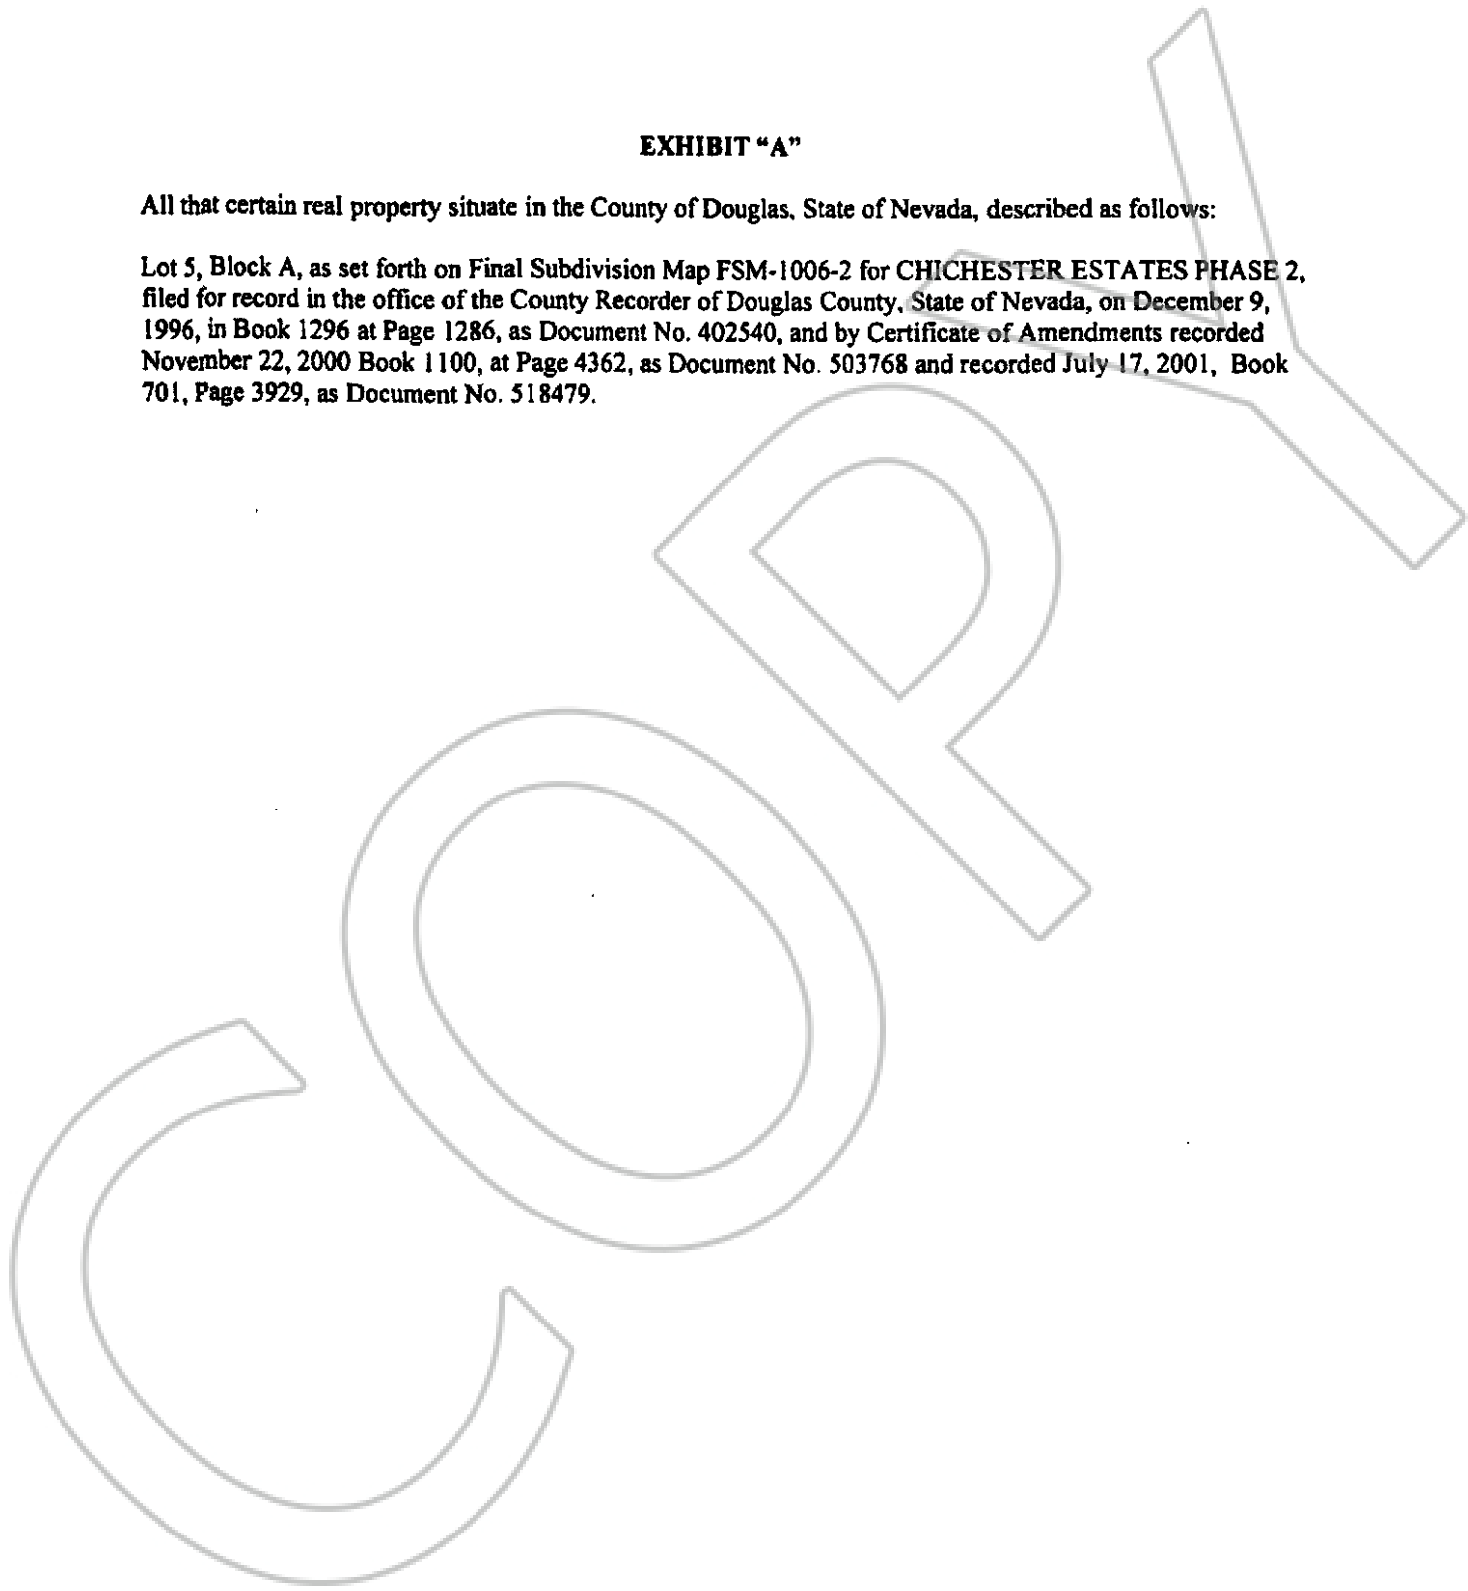 EXHIBIT “A”
All that certain real property situate in the County of Douglas, State of Nevada, described as follows:
Lot 5, Block A, as set forth on Final Subdivision Map FSM-1006-2 for CHICHESTER ESTATES PHASE 2,
filed for record in the office of the County Recorder of Douglas County, State of Nevada, on December 9,
1996, in Book 1296 at Page 1286, as Document No. 402540, and by Certificate of Amendments recorded
November 22, 2000 Book 1100, at Page 4362, as Document No. 503768 and recorded July 17, 2001, Book
701, Page 3929, as Document No. 518479.
COPY